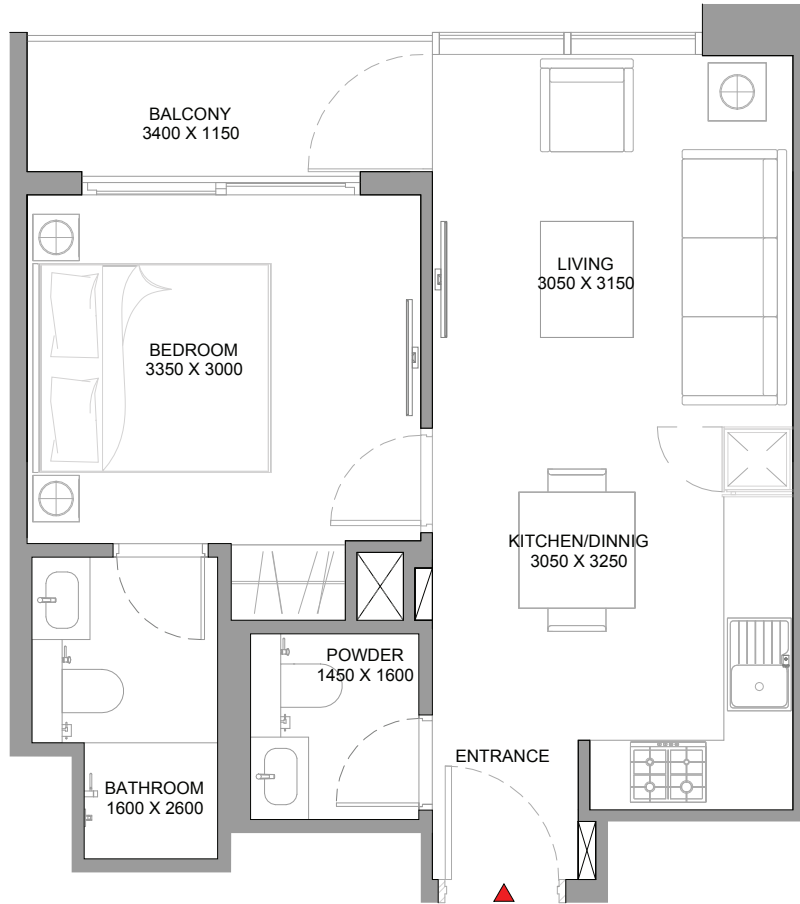 BALCONY
3400 X 1150
LIVING
3050 X 3150
BEDROOM
3350 X 3000
KITCHEN/DINNIG
3050 X 3250
POWDER
1450 X 1600
ENTRANCE
BATHROOM
1600 X 2600